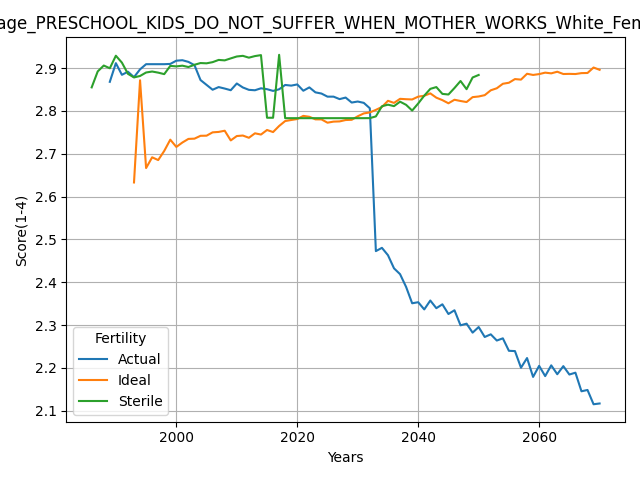 age_PRESCHOOL_KIDS_DO_NOT_SUFFER_WHEN_MOTHER_WORKS_White_Fem
Score(1-4)
2.9
2.8
2.7
2.6
2.5
2.4
2.3
2.2
2.1
Fertility
Actual
Ideal
Sterile
2000
2020
2040
2060
Years